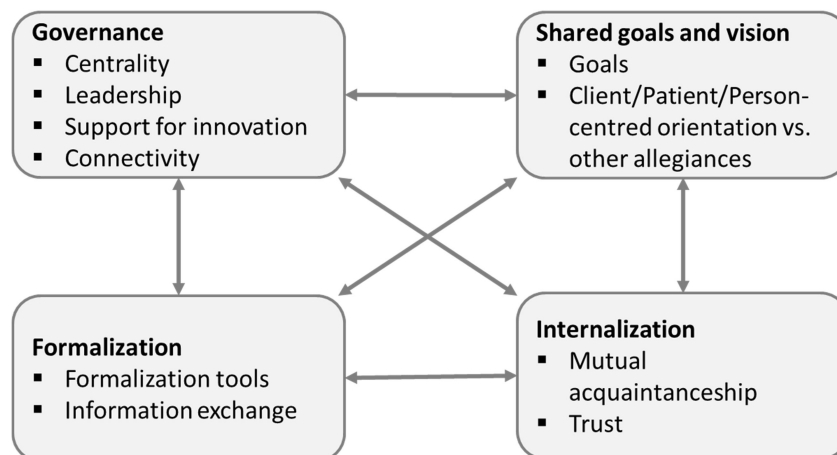 Governance
▪ Centrality
▪ Leadership
▪ Support for innovation
▪ Connectivity
Shared goals and vision
▪ Goals
▪ Client/Patient/Person-
centred orientation vs.
other allegiances
Formalization
▪ Formalization tools
▪ Information exchange
Internalization
▪ Mutual
acquaintanceship
▪ Trust